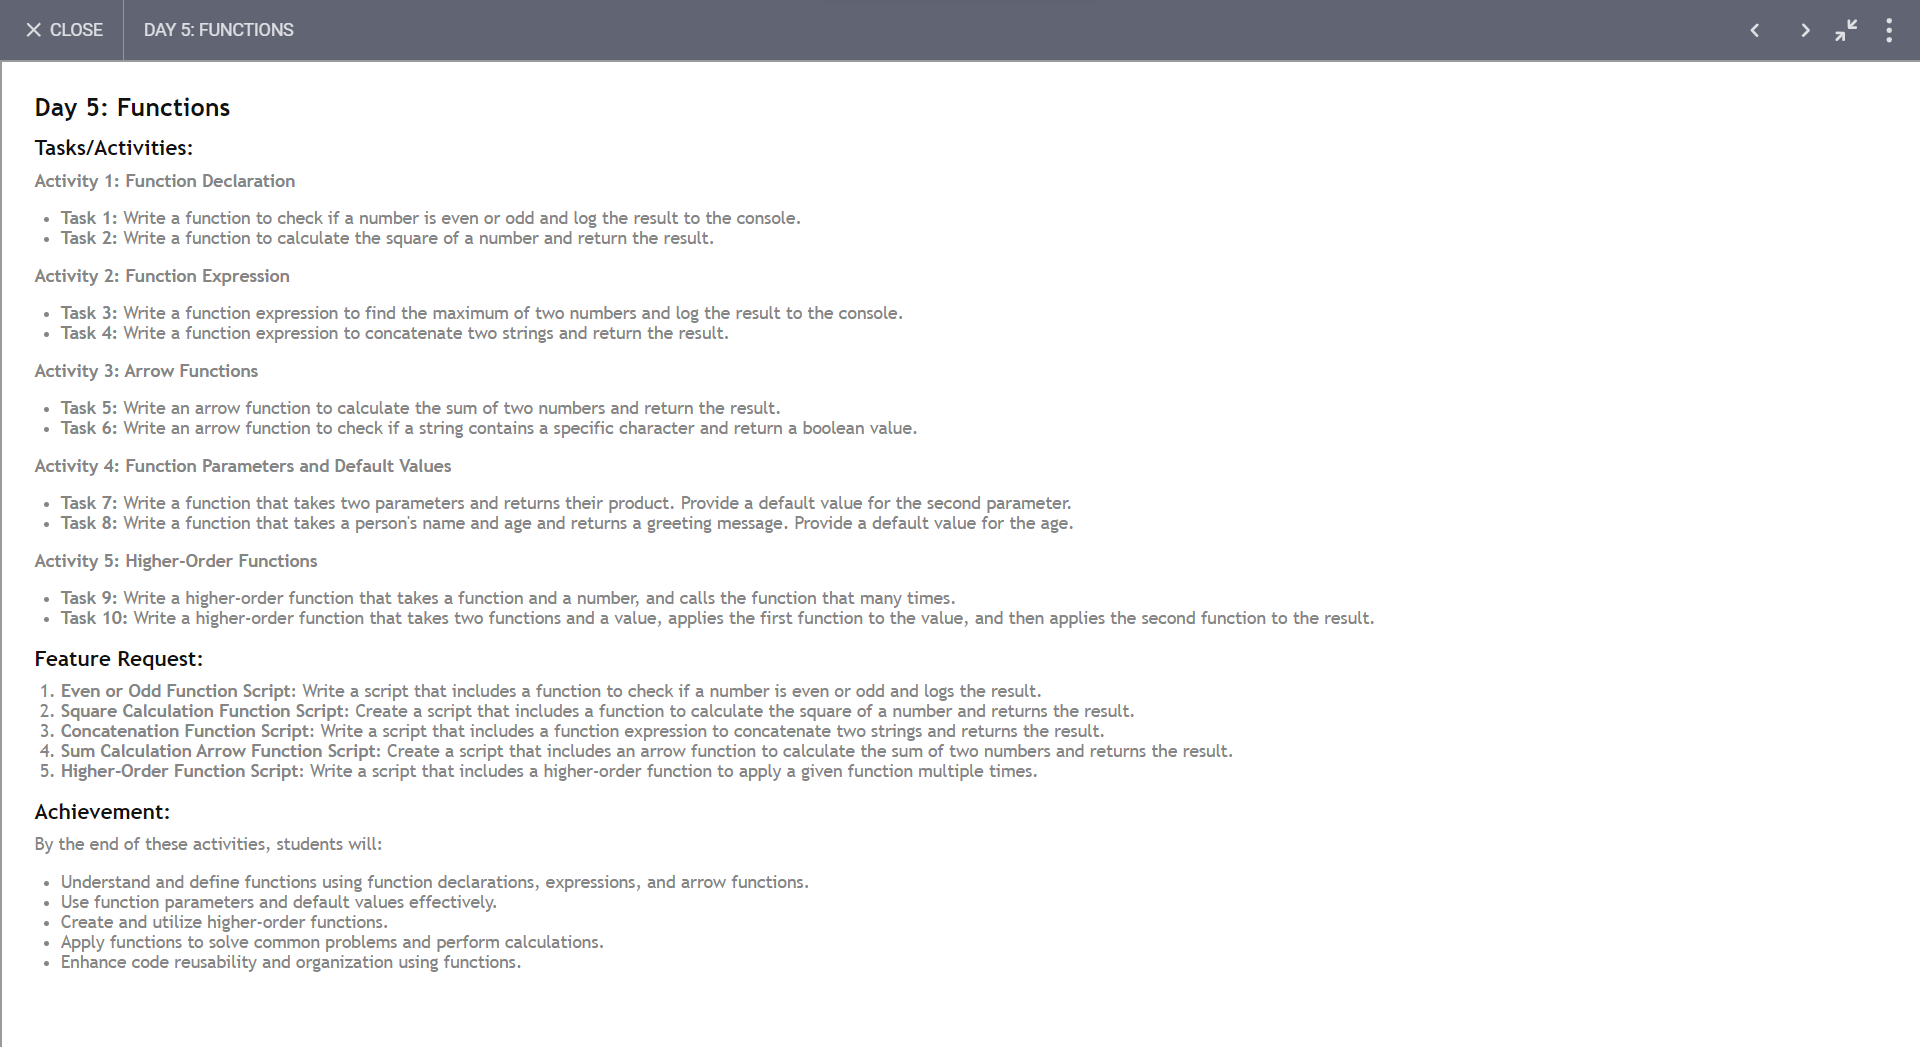 CLOSE
DAY 5: FUNCTIONS
Day 5: Functions
Tasks/Activities:
Activity 1: Function Declaration
• Task 1: Write a function to check if a number is even or odd and log the result to the console.
• Task 2: Write a function to calculate the square of a number and return the result.
Activity 2: Function Expression
• Task 3: Write a function expression to find the maximum of two numbers and log the result to the console.
• Task 4: Write a function expression to concatenate two strings and return the result.
Activity 3: Arrow Functions
• Task 5: Write an arrow function to calculate the sum of two numbers and return the result.
• Task 6: Write an arrow function to check if a string contains a specific character and return a boolean value.
Activity 4: Function Parameters and Default Values
• Task 7: Write a function that takes two parameters and returns their product. Provide a default value for the second parameter.
• Task 8: Write a function that takes a person's name and age and returns a greeting message. Provide a default value for the age.
Activity 5: Higher-Order Functions
• Task 9: Write a higher-order function that takes a function and a number, and calls the function that many times.
• Task 10: Write a higher-order function that takes two functions and a value, applies the first function to the value, and then applies the second function to the result.
Feature Request:
1. Even or Odd Function Script: Write a script that includes a function to check if a number is even or odd and logs the result.
2. Square Calculation Function Script: Create a script that includes a function to calculate the square of a number and returns the result.
3. Concatenation Function Script: Write a script that includes a function expression to concatenate two strings and returns the result.
4. Sum Calculation Arrow Function Script: Create a script that includes an arrow function to calculate the sum of two numbers and returns the result.
5. Higher-Order Function Script: Write a script that includes a higher-order function to apply a given function multiple times.
Achievement:
By the end of these activities, students will:
• Understand and define functions using function declarations, expressions, and arrow functions.
• Use function parameters and default values effectively.
• Create and utilize higher-order functions.
• Apply functions to solve common problems and perform calculations.
• Enhance code reusability and organization using functions.